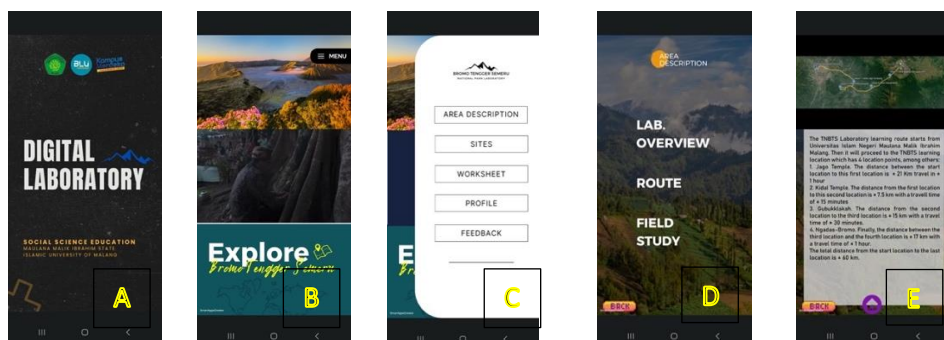 BLU
DIGITAL
LABORATORY
SOCIAL SCIENCE EDUCATION
MAULANA MALIK IBRAHIM STATE
ISLAMIC UNIVERSITY OF MALANG
A
MENU
Explore
Bromo Tengger Semeru
B
BROMO TENGGER SEMERU
NATIONAL PARK LABORATORY
AREA DESCRIPTION
SITES
WORKSHEET
PROFILE
FEEDBACK
E
Bro
C
AREA
DESCRIPTION
LAB.
OVERVIEW
ROUTE
FIELD
STUDY
BACK
D
The TNBTS Laboratory learning route starts from
Universitas Islam Negeri Maulana Malik Ibrahim
Malang. Then it will proceed to the TNBTS learning
location which has 4 location points, among others;
1. Jago Temple. The distance between the start
location to this first location is ± 21 Km travel in ±
1 hour
2. Kidal Temple. The distance from the first location
to this second location is ± 7.5 km with a travell time
of ± 15 minutes
3. Gubukklakah. The distance from the second
location to the third location is ± 15 km with a travel
time of ± 30 minutes.
4. Ngadas-Bromo. Finally, the distance between the
third location and the fourth location is ± 17 km with
a travel time of ± 1 hour.
The total distance from the start location to the last
location is ± 60 km.
BACK
E